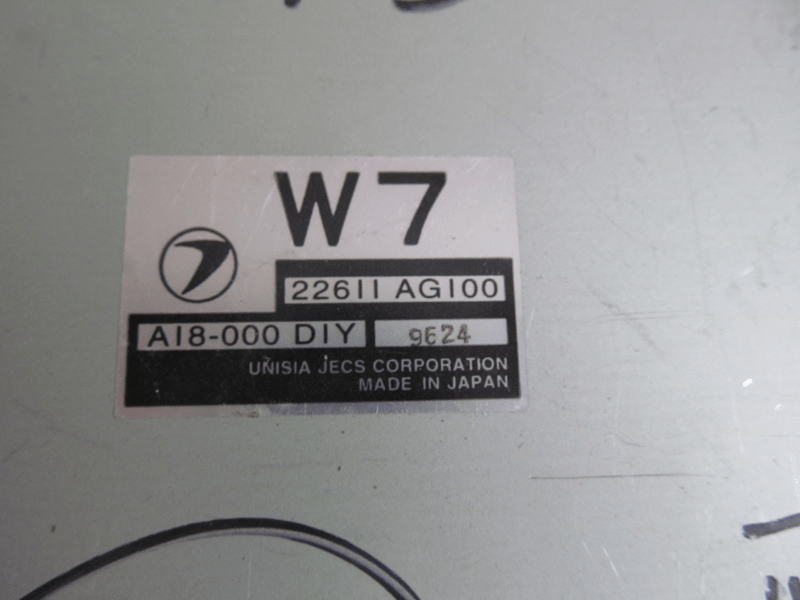 W7
22611 AG100
A18-000 DIY 9624
UNISIA JECS CORPORATION
MADE IN JAPAN